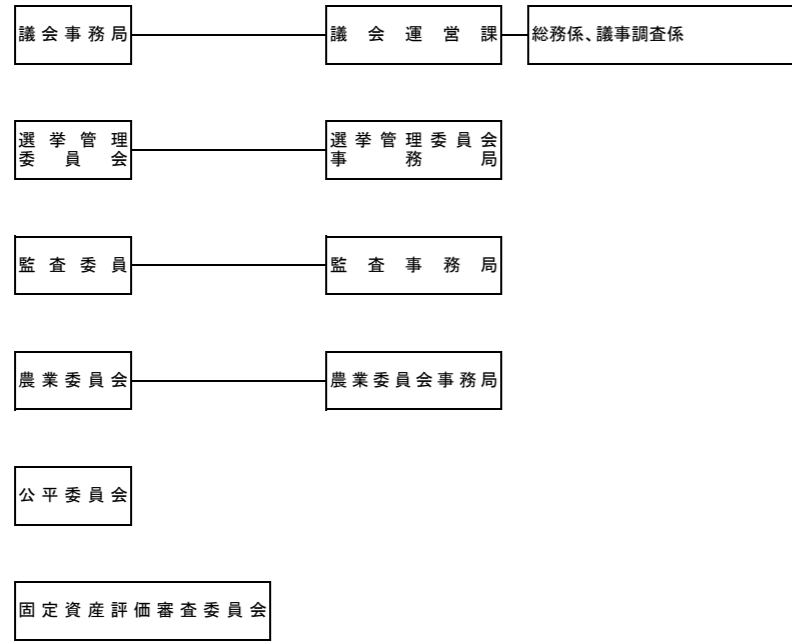 議会事務局
議会運営課
総務係、議事調査係
選挙管理
委員会
選挙管理委員会
事務局
監査委員
監査事務局
農業委員会
農業委員会事務局
公平委員会
固定資産評価審査委員会